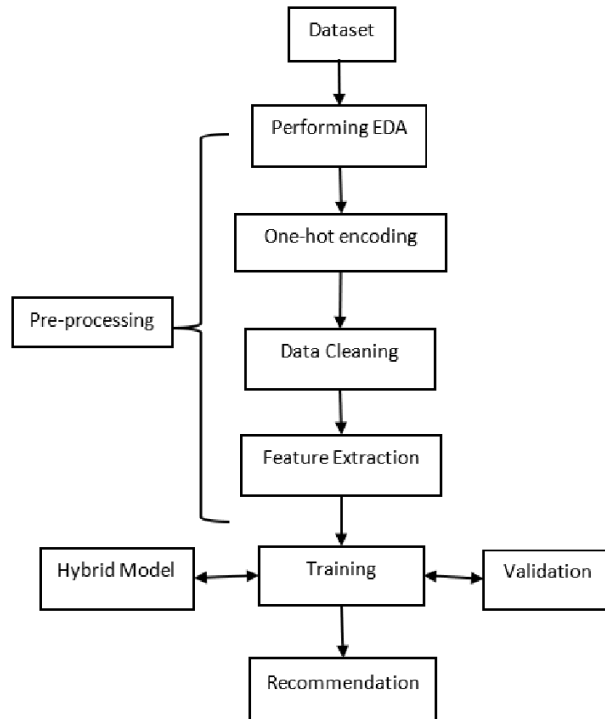 Dataset
Performing EDA
One-hot encoding
Pre-processing
Data Cleaning
Feature Extraction
Hybrid Model
Training
Validation
Recommendation